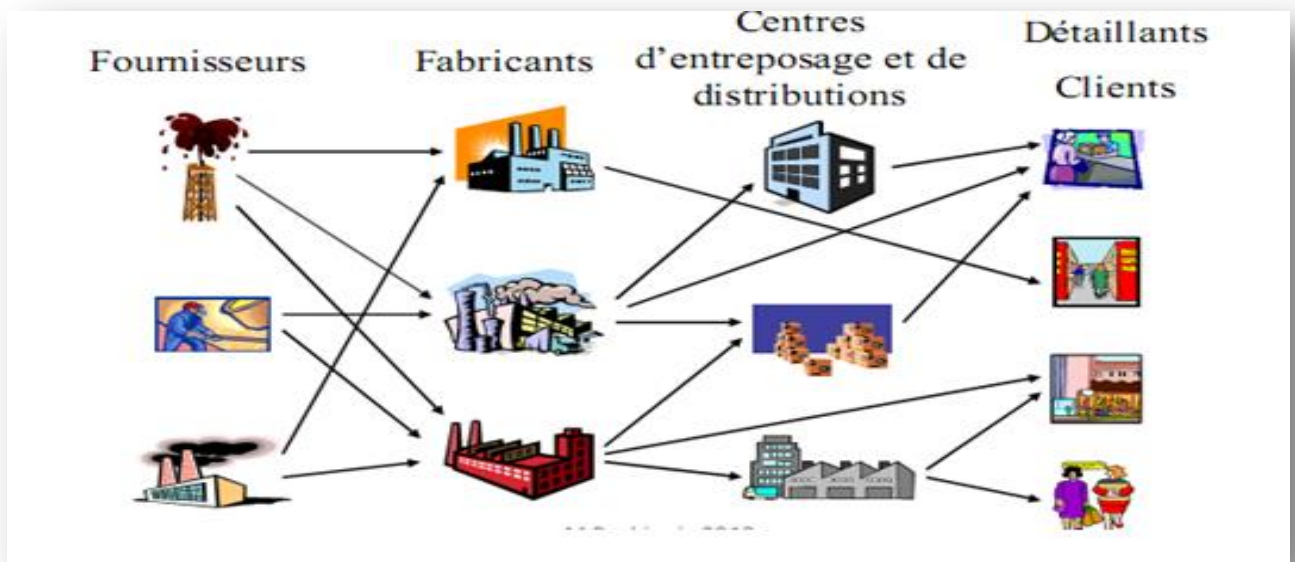 Fournisseurs
Fabricants
Centres
d'entreposage et de
distributions
Détaillants
Clients